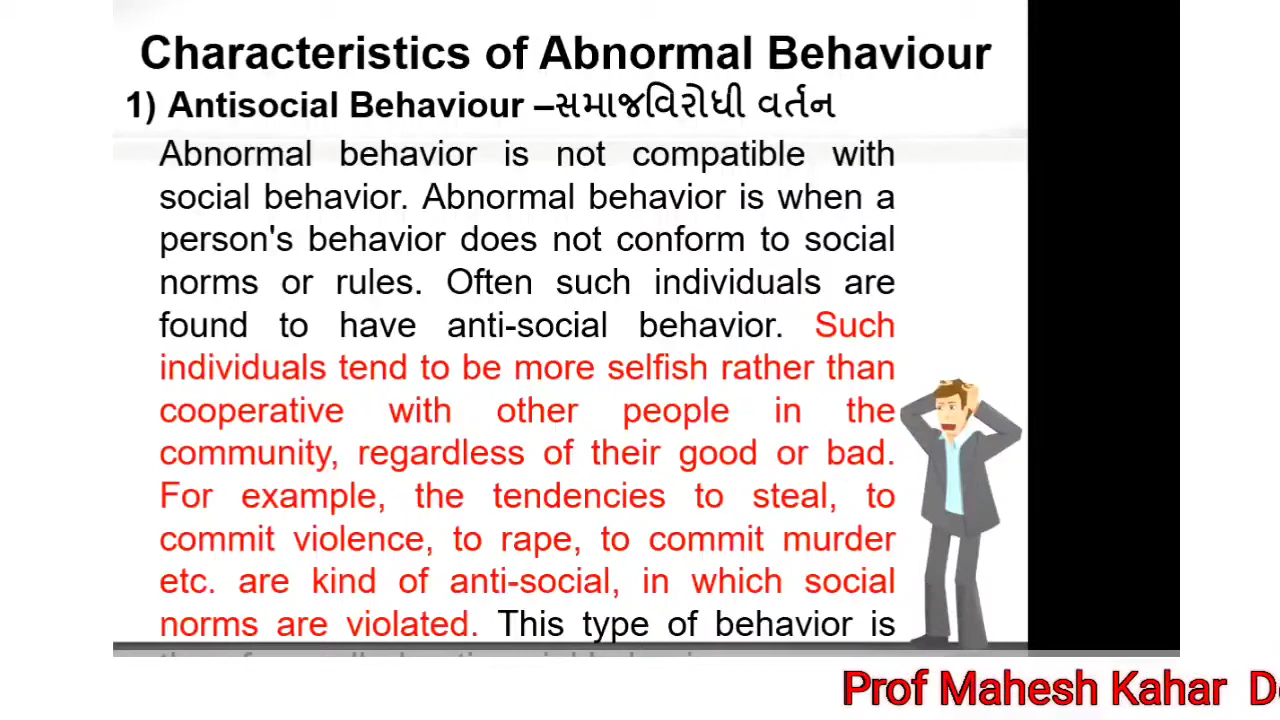 Characteristics of Abnormal Behaviour
1) Antisocial Behaviour –સમાજવિરોધી વર્તન
Abnormal behavior is not compatible with
social behavior. Abnormal behavior is when a
person's behavior does not conform to social
norms or rules. Often such individuals are
found to have anti-social behavior. Such
individuals tend to be more selfish rather than
cooperative with other people in the
community, regardless of their good or bad.
For example, the tendencies to steal, to
commit violence, to rape, to commit murder
etc. are kind of anti-social, in which social
norms are violated. This type of behavior is
Prof Mahesh Kahar